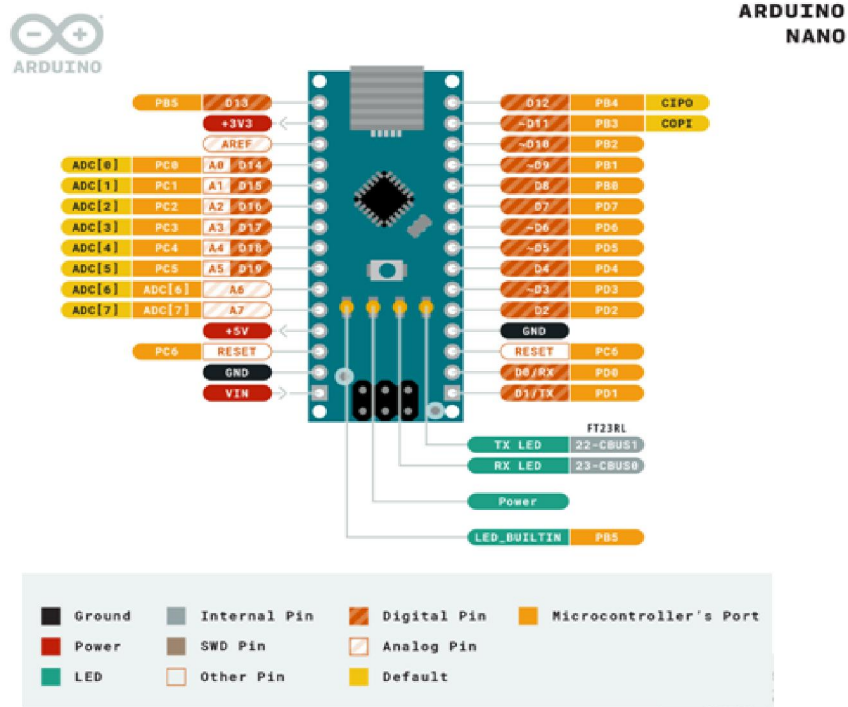 ARDUINO
NANO
ARDUINO
PB5 D13 D12 PB4 CIPO
+3V3 ~D11 PB3 COPI
AREF ~D10 PB2
ADC[0] PC0 A0 D14 ~D9 PB1
ADC[1] PC1 A1 D15 D8 PB0
ADC[2] PC2 A2 D16 D7 PD7
ADC[3] PC3 A3 D17 ~D6 PD6
ADC[4] PC4 A4 D18 ~D5 PD5
ADC[5] PC5 A5 D19 D4 PD4
ADC[6] ADC[6] A6 ~D3 PD3
ADC[7] ADC[7] A7 D2 PD2
+5V GND
PC6 RESET RESET PC6
GND D0/RX PD0
VIN D1/TX PD1
FT23RL
TX LED 22-CBUS1
RX LED 23-CBUS0
Power
LED_BUILTIN PB5
Ground Internal Pin Digital Pin Microcontroller's Port
Power SWD Pin Analog Pin
LED Other Pin Default